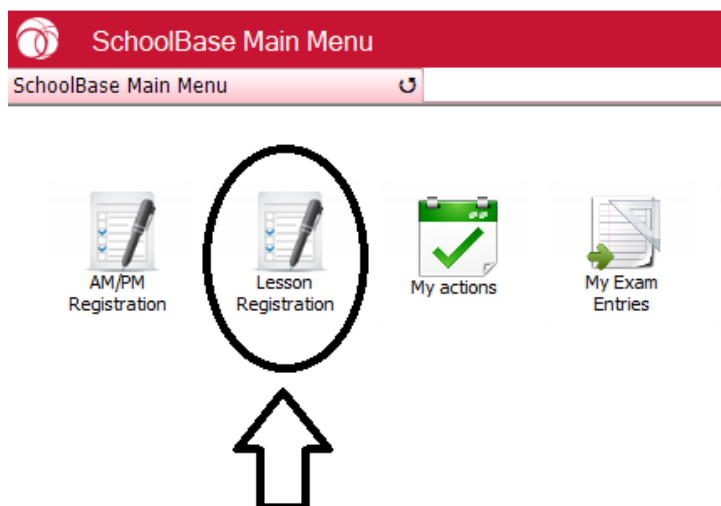 SchoolBase Main Menu
SchoolBase Main Menu
AM/PM
Registration
Lesson
Registration
My actions
My Exam
Entries